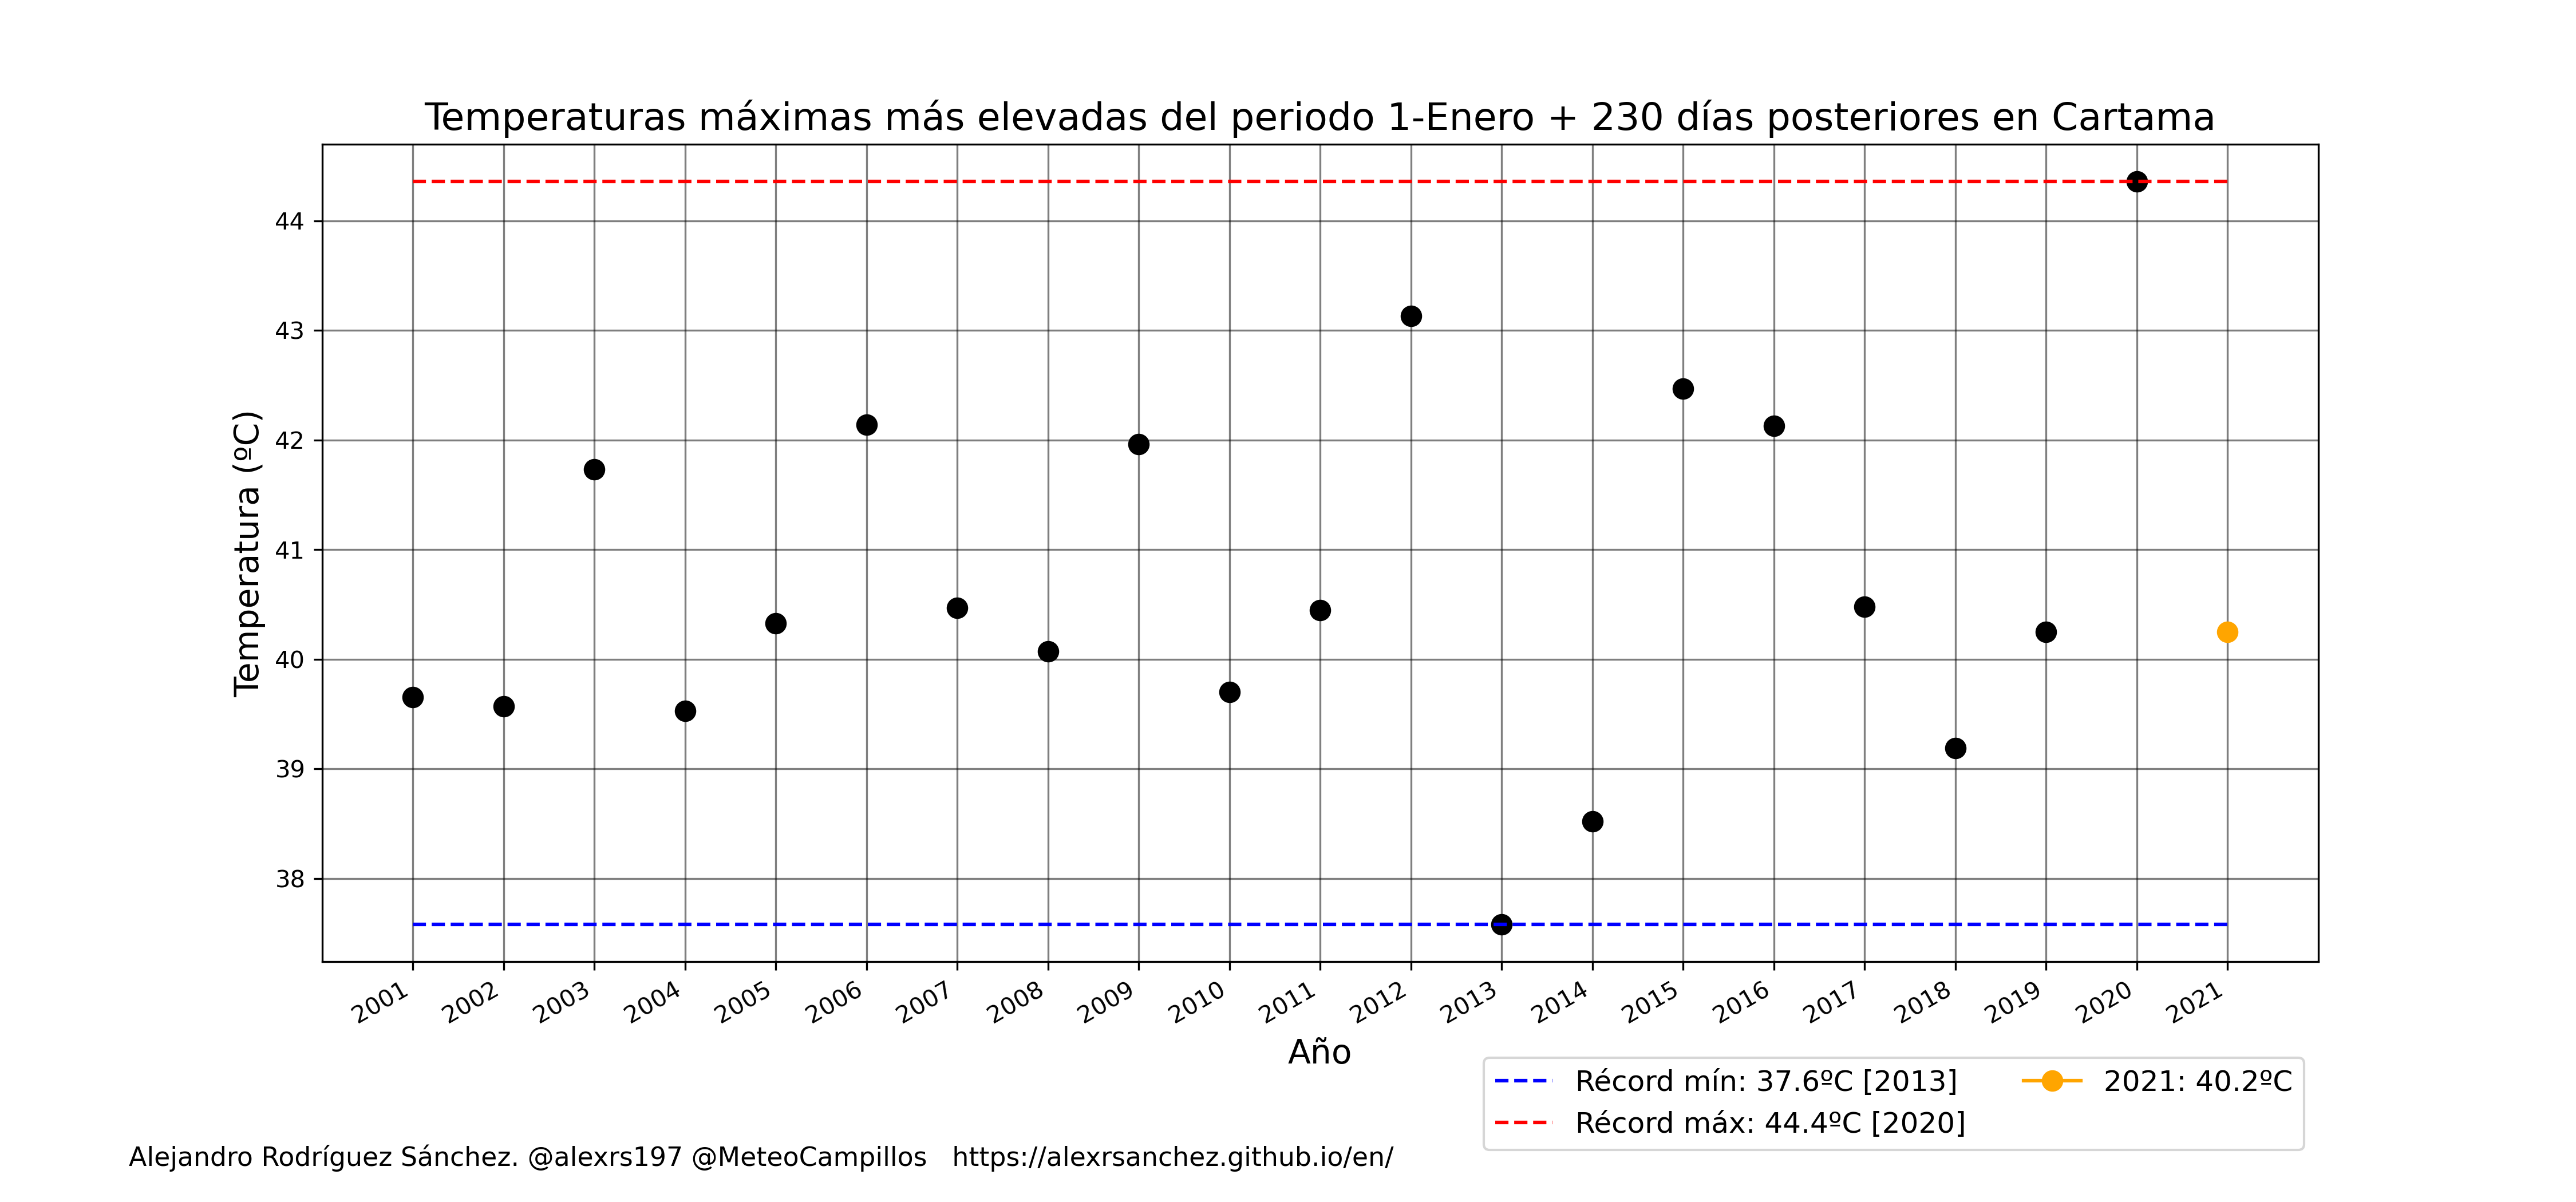 Temperaturas máximas más elevadas del periodo 1-Enero + 230 días posteriores en Cartama
Temperatura (ºC)
44
43
42
41
40
39
38
2001 2002 2003 2004 2005 2006 2007 2008 2009 2010 2011 2012 2013 2014 2015 2016 2017 2018 2019 2020 2021
Año
Récord mín: 37.6ºC [2013]
Récord máx: 44.4ºC [2020]
2021: 40.2ºC
Alejandro Rodríguez Sánchez. @alexrs197 @MeteoCampillos https://alexrsanchez.github.io/en/